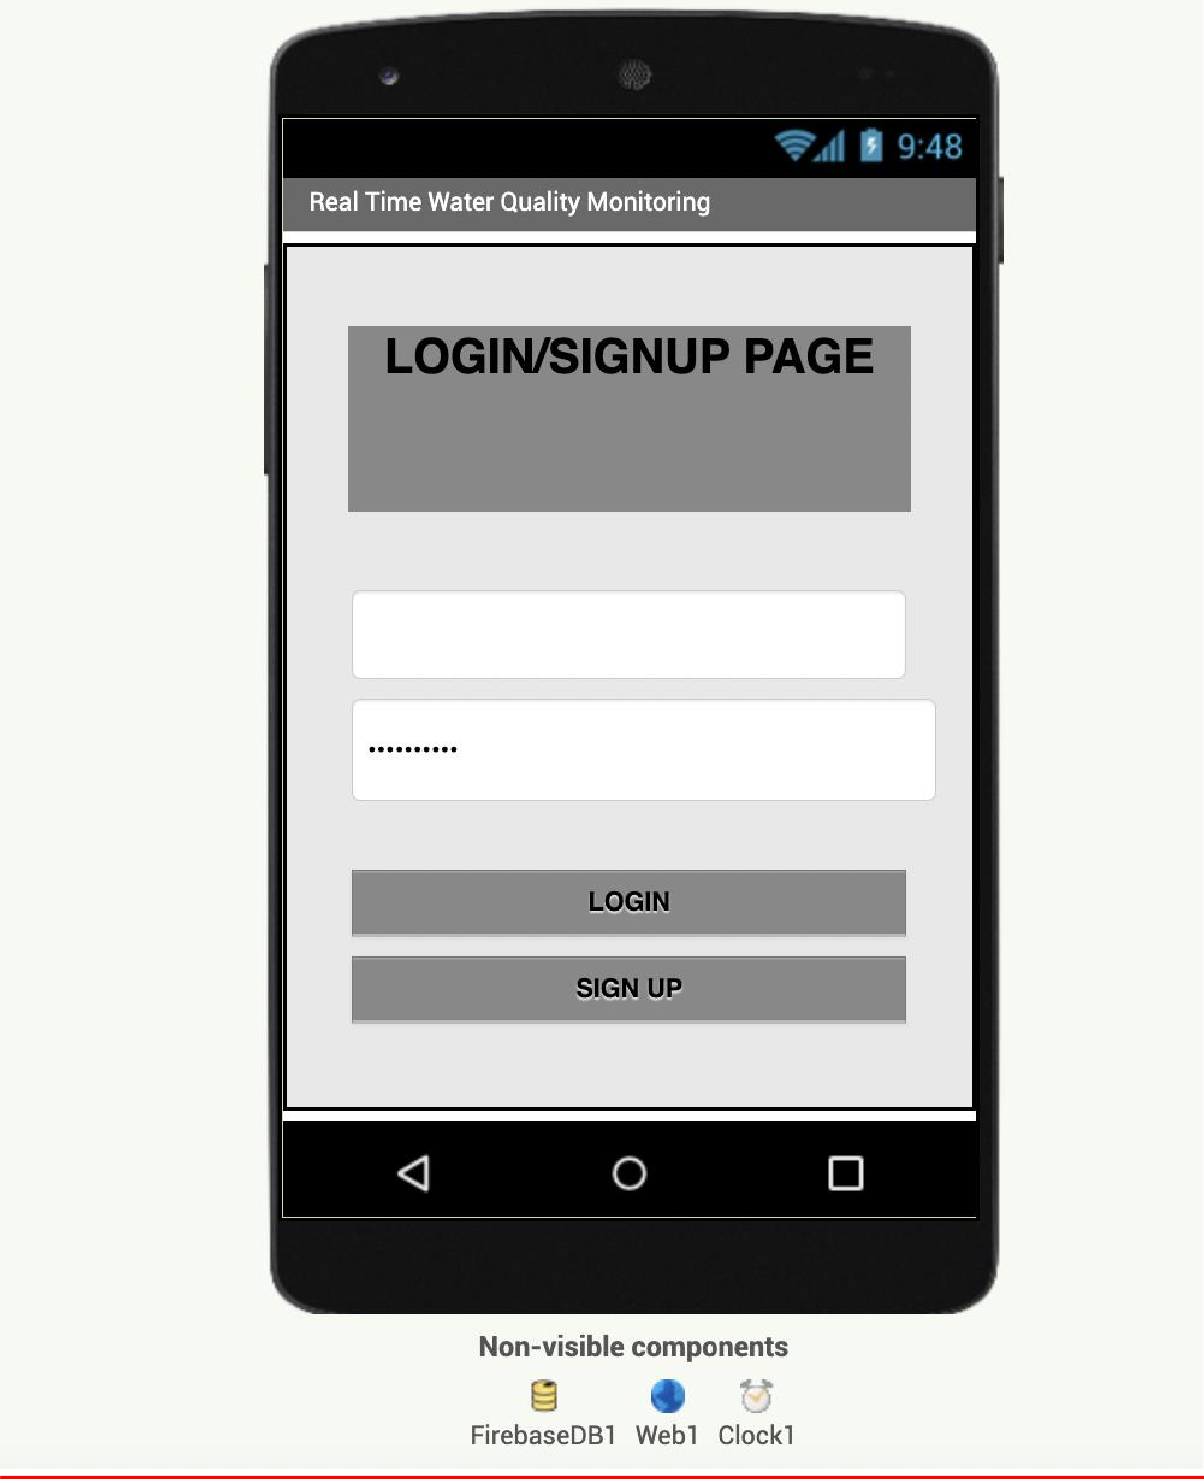 9:48
Real Time Water Quality Monitoring
LOGIN/SIGNUP PAGE
••••••••••
LOGIN
SIGN UP
Non-visible components
FirebaseDB1 Web1 Clock1